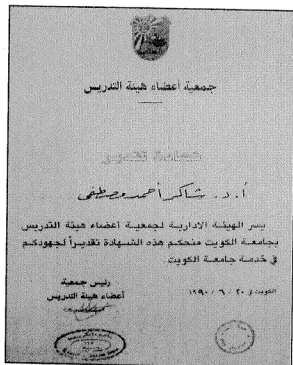 جمعية أعضاء هيئة التدريس
شهادة تقدير
أ.د. شاكر أحمد مصطفى
يسر الهيئة الادارية لجمعية أعضاء هيئة التدريس
بجامعة الكويت منحكم هذه الشهادة تقديراً لجهودكم
في خدمة جامعة الكويت.
الكويت في ٢٠ / ٦ / ١٩٩٠
رئيس جمعية
أعضاء هيئة التدريس